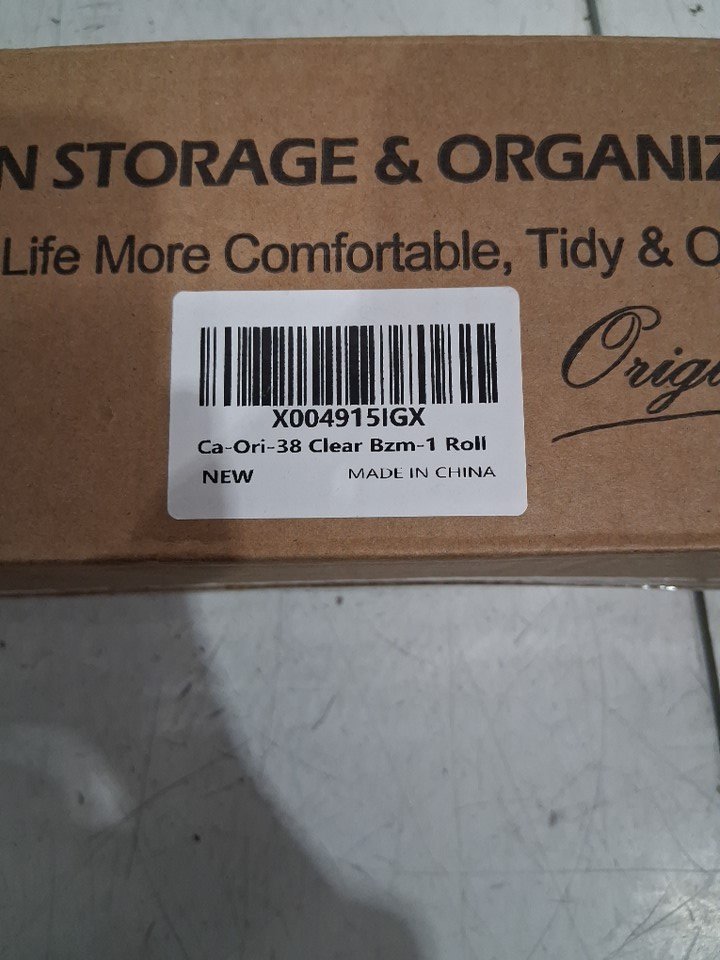 N STORAGE & ORGANIZ
Life More Comfortable, Tidy & O
Origi
X004915IGX
Ca-Ori-38 Clear Bzm-1 Roll
NEW MADE IN CHINA